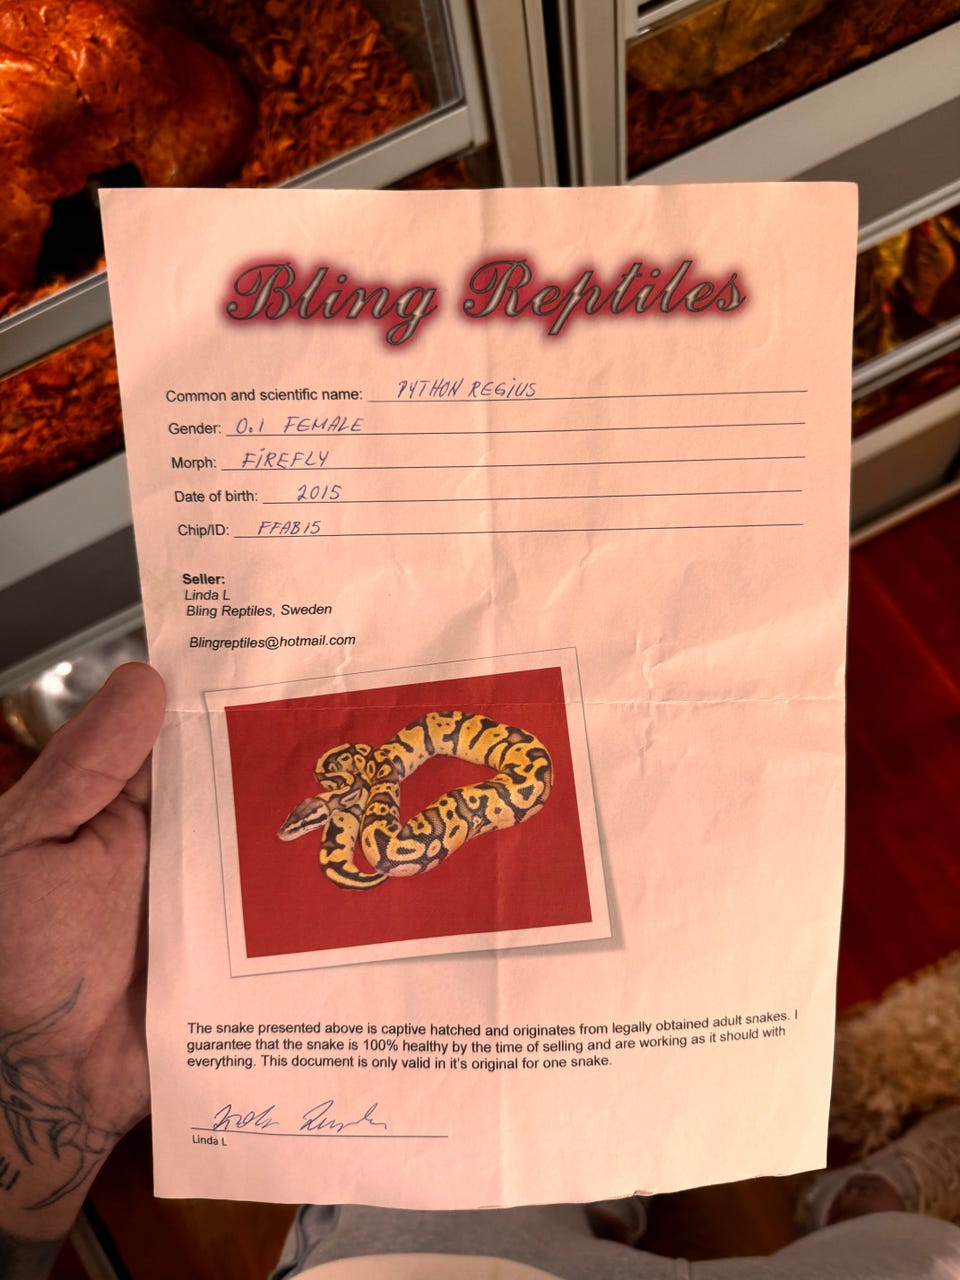 Bling Reptiles
Common and scientific name: PYTHON REGIUS
Gender: 0.1 FEMALE
Morph: FIREFLY
Date of birth: 2015
Chip/ID: FFAB15
Seller:
Linda L
Bling Reptiles, Sweden
Blingreptiles@hotmail.com
The snake presented above is captive hatched and originates from legally obtained adult snakes. I
guarantee that the snake is 100% healthy by the time of selling and are working as it should with
everything. This document is only valid in it's original for one snake.
Linda L